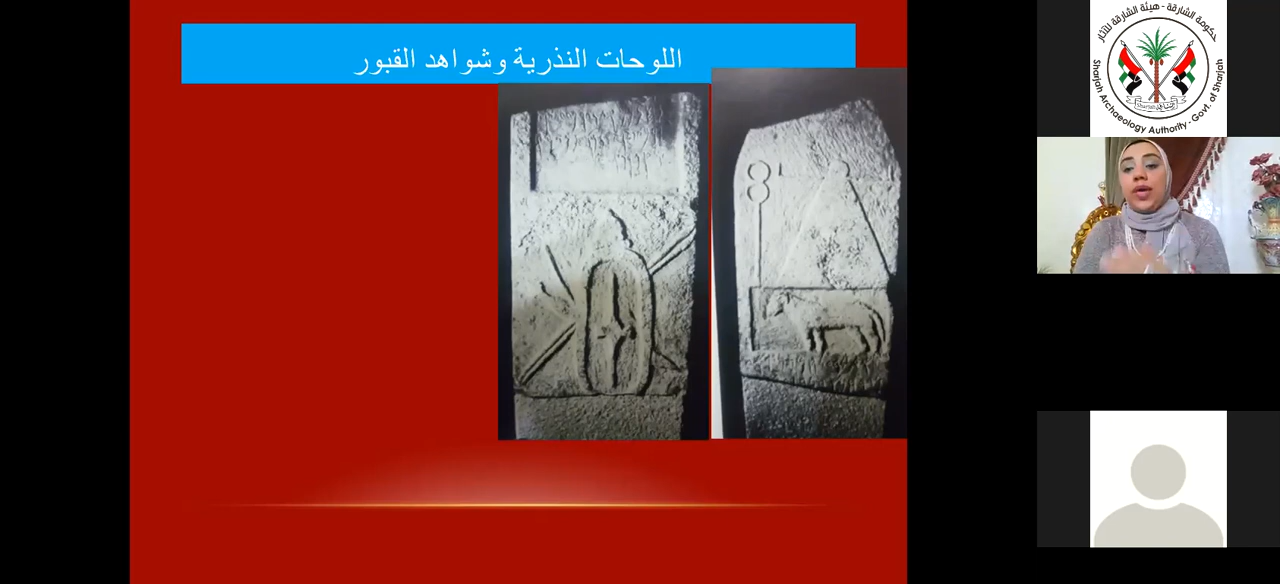 اللوحات النذرية وشواهد القبور
حكومة الشارقة - هيئة الشارقة للآثار
Sharjah Archaeology Authority - Govt. of Sharjah